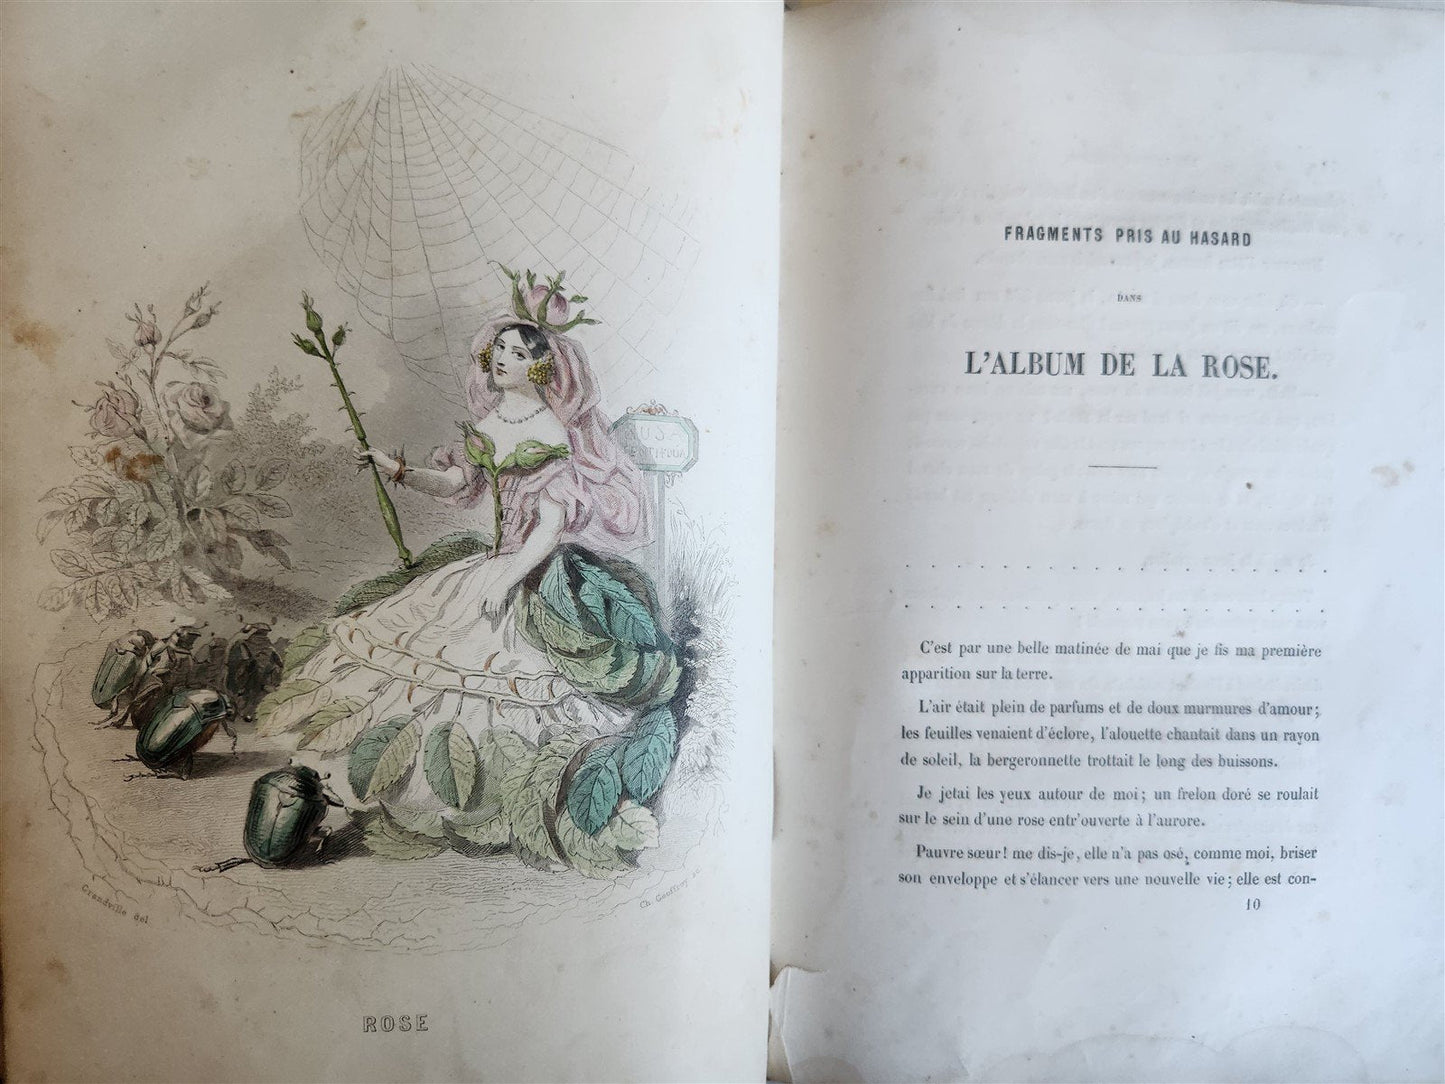 Grandville del
Ch. Geoffroy sc
ROSE
FRAGMENTS PRIS AU HASARD
DANS
L'ALBUM DE LA ROSE.
C'est par une belle matinée de mai que je fis ma première
apparition sur la terre.
L'air était plein de parfums et de doux murmures d'amour;
les feuilles venaient d'éclore, l'alouette chantait dans un rayon
de soleil, la bergeronnette trottait le long des buissons.
Je jetai les yeux autour de moi; un frelon doré se roulait
sur le sein d'une rose entr'ouverte à l'aurore.
Pauvre sœur! me dis-je, elle n'a pas osé, comme moi, briser
son enveloppe et s'élancer vers une nouvelle vie; elle est con-
10